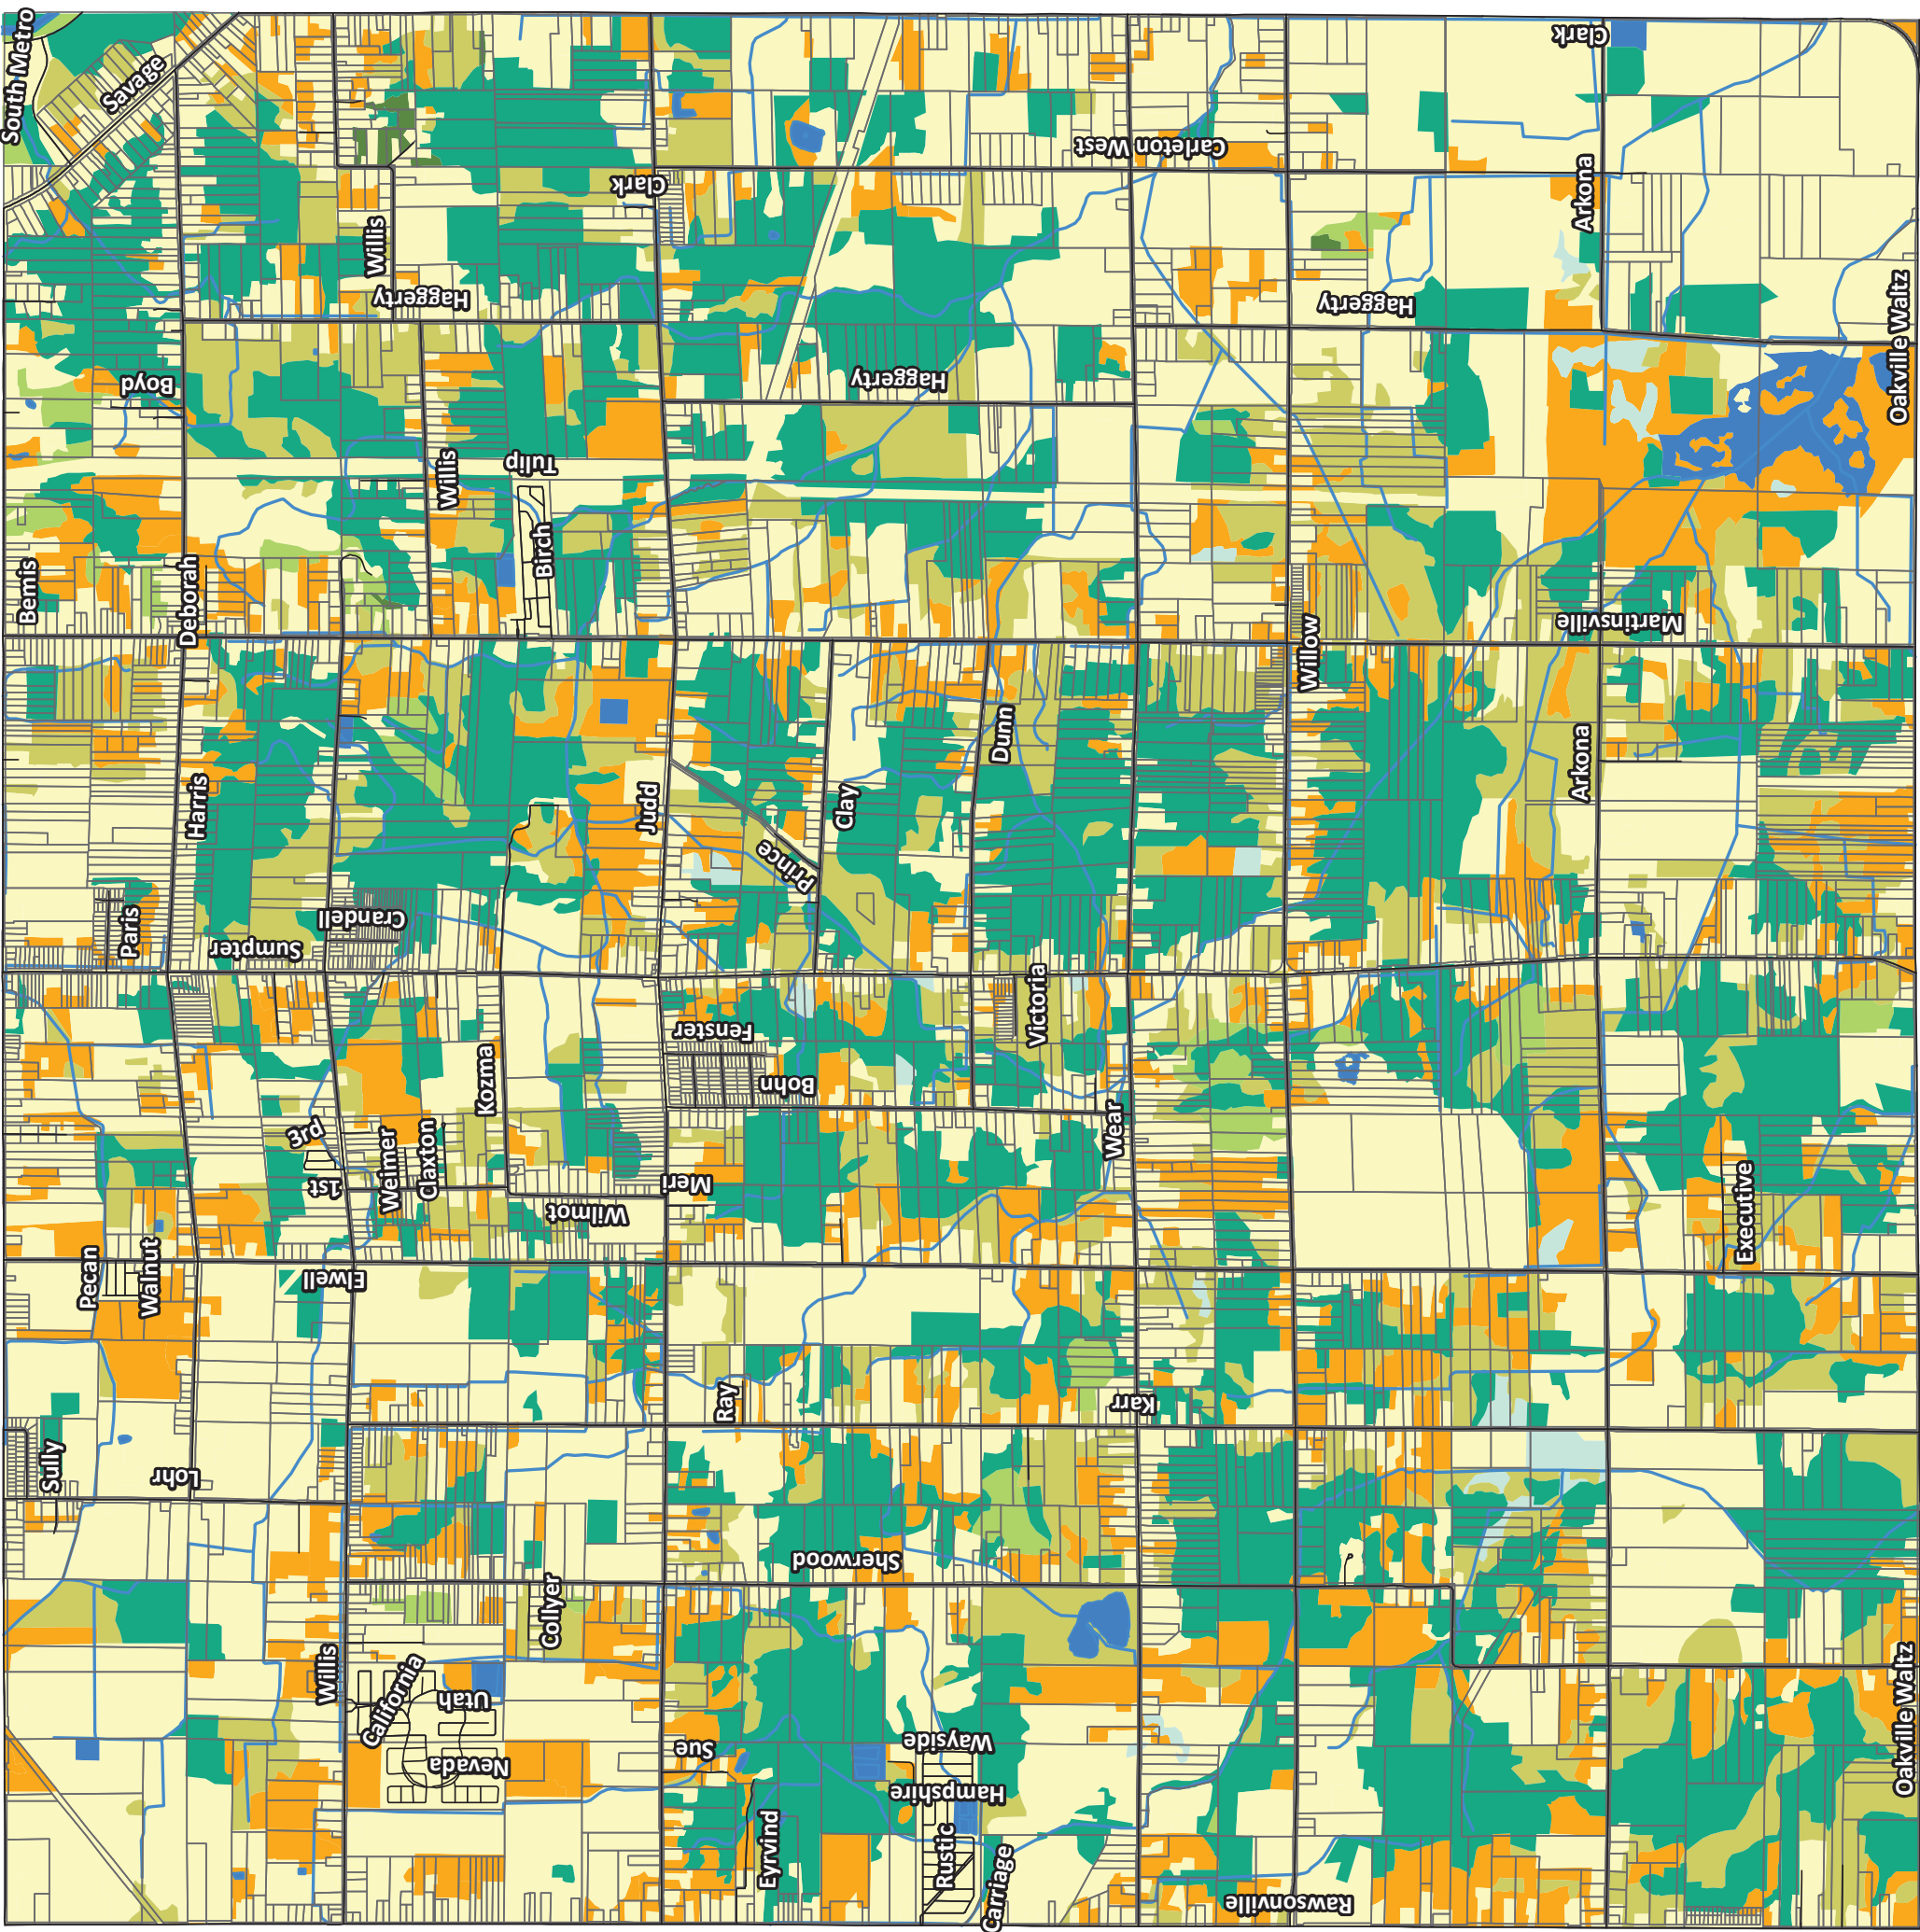 South Metro
Savage
Clark
Carleton West
Clark
Willis
Arkona
Haggerty
Haggerty
Oakville Waltz
Boyd
Haggerty
Willis
Tulip
Birch
Bemis
Deborah
Martinsville
Willow
Dunn
Arkona
Harris
Judd
Clay
Prince
Paris
Crandell
Sumpter
Victoria
Fenster
Bohn
Kozma
3rd
Weimer
Claxton
Wear
1st
Meri
Wilmot
Executive
Pecan
Walnut
Elwell
Ray
Karr
Sully
Lohr
Sherwood
Collyer
Willis
California
Utah
Oakville Waltz
Sue
Wayside
Nevada
Hampshire
Eyrvind
Rustic
Carriage
Rawsonville